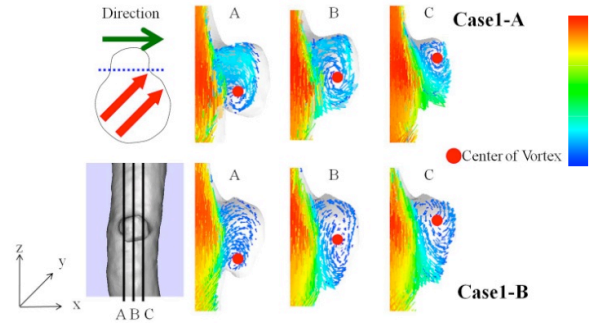 Direction
A
B
C
Case1-A
Center of Vortex
A
B
C
z
y
x
A B C
Case1-B